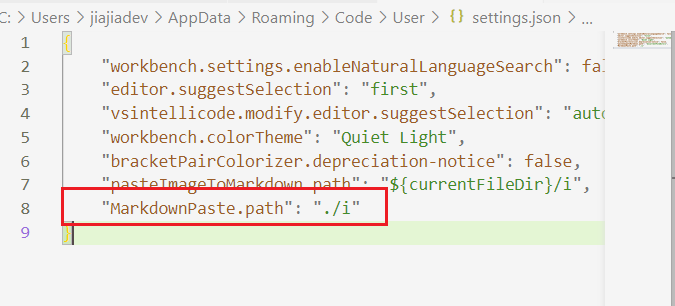 C: > Users > jiajiadev > AppData > Roaming > Code > User > {} settings.json > ...
1 {
2 "workbench.settings.enableNaturalLanguageSearch": fal
3 "editor.suggestSelection": "first",
4 "vsintellicode.modify.editor.suggestSelection": "auto
5 "workbench.colorTheme": "Quiet Light",
6 "bracketPairColorizer.depreciation-notice": false,
7 "pasteImageToMarkdown.path": "${currentFileDir}/i",
8 "MarkdownPaste.path": "./i"
9 }